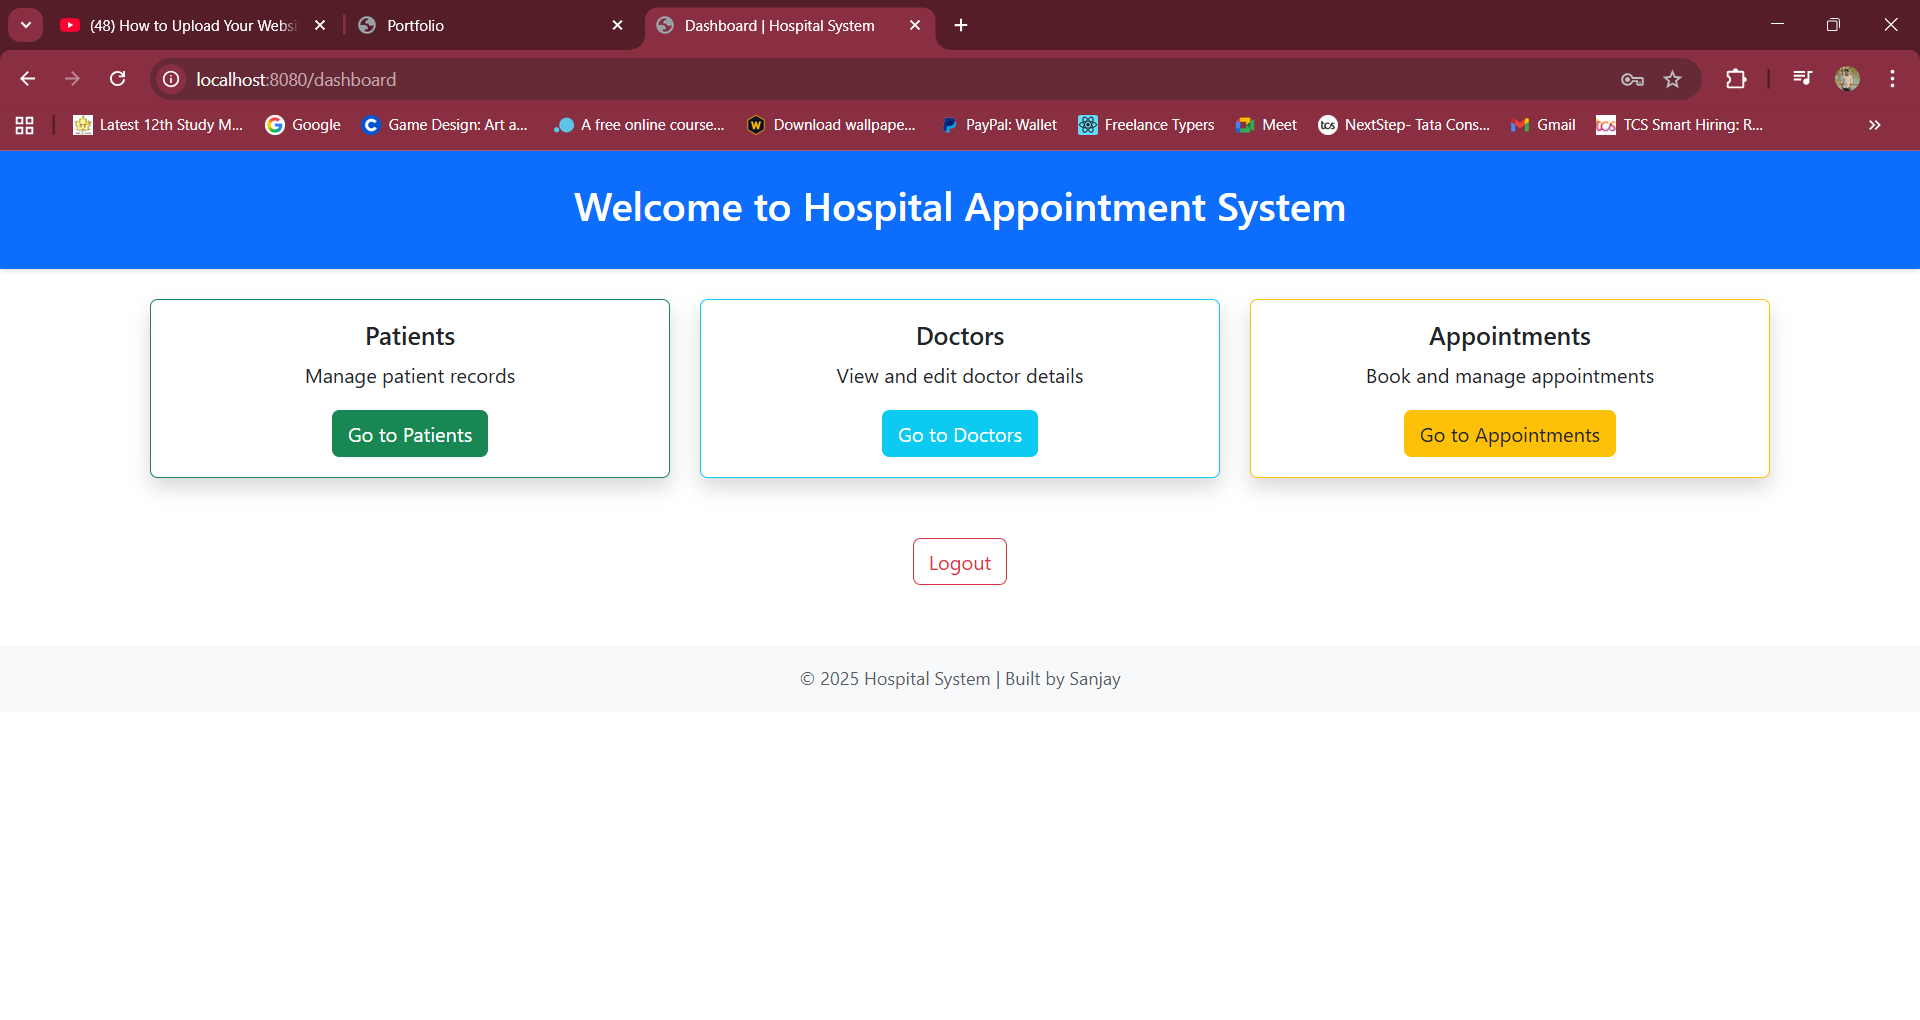 (48) How to Upload Your Websi
Portfolio
Dashboard | Hospital System
localhost:8080/dashboard
Latest 12th Study M...
Google
Game Design: Art a...
A free online course...
Download wallpape...
PayPal: Wallet
Freelance Typers
Meet
NextStep- Tata Cons...
Gmail
TCS Smart Hiring: R...
Welcome to Hospital Appointment System
Patients
Manage patient records
Go to Patients
Doctors
View and edit doctor details
Go to Doctors
Appointments
Book and manage appointments
Go to Appointments
Logout
© 2025 Hospital System | Built by Sanjay